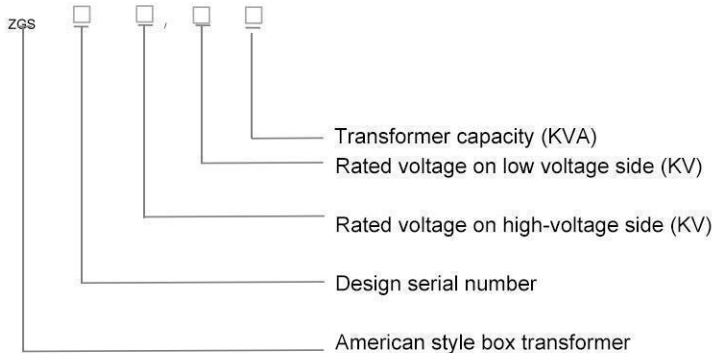 ZGS □ □ / □ □
Transformer capacity (KVA)
Rated voltage on low voltage side (KV)
Rated voltage on high-voltage side (KV)
Design serial number
American style box transformer